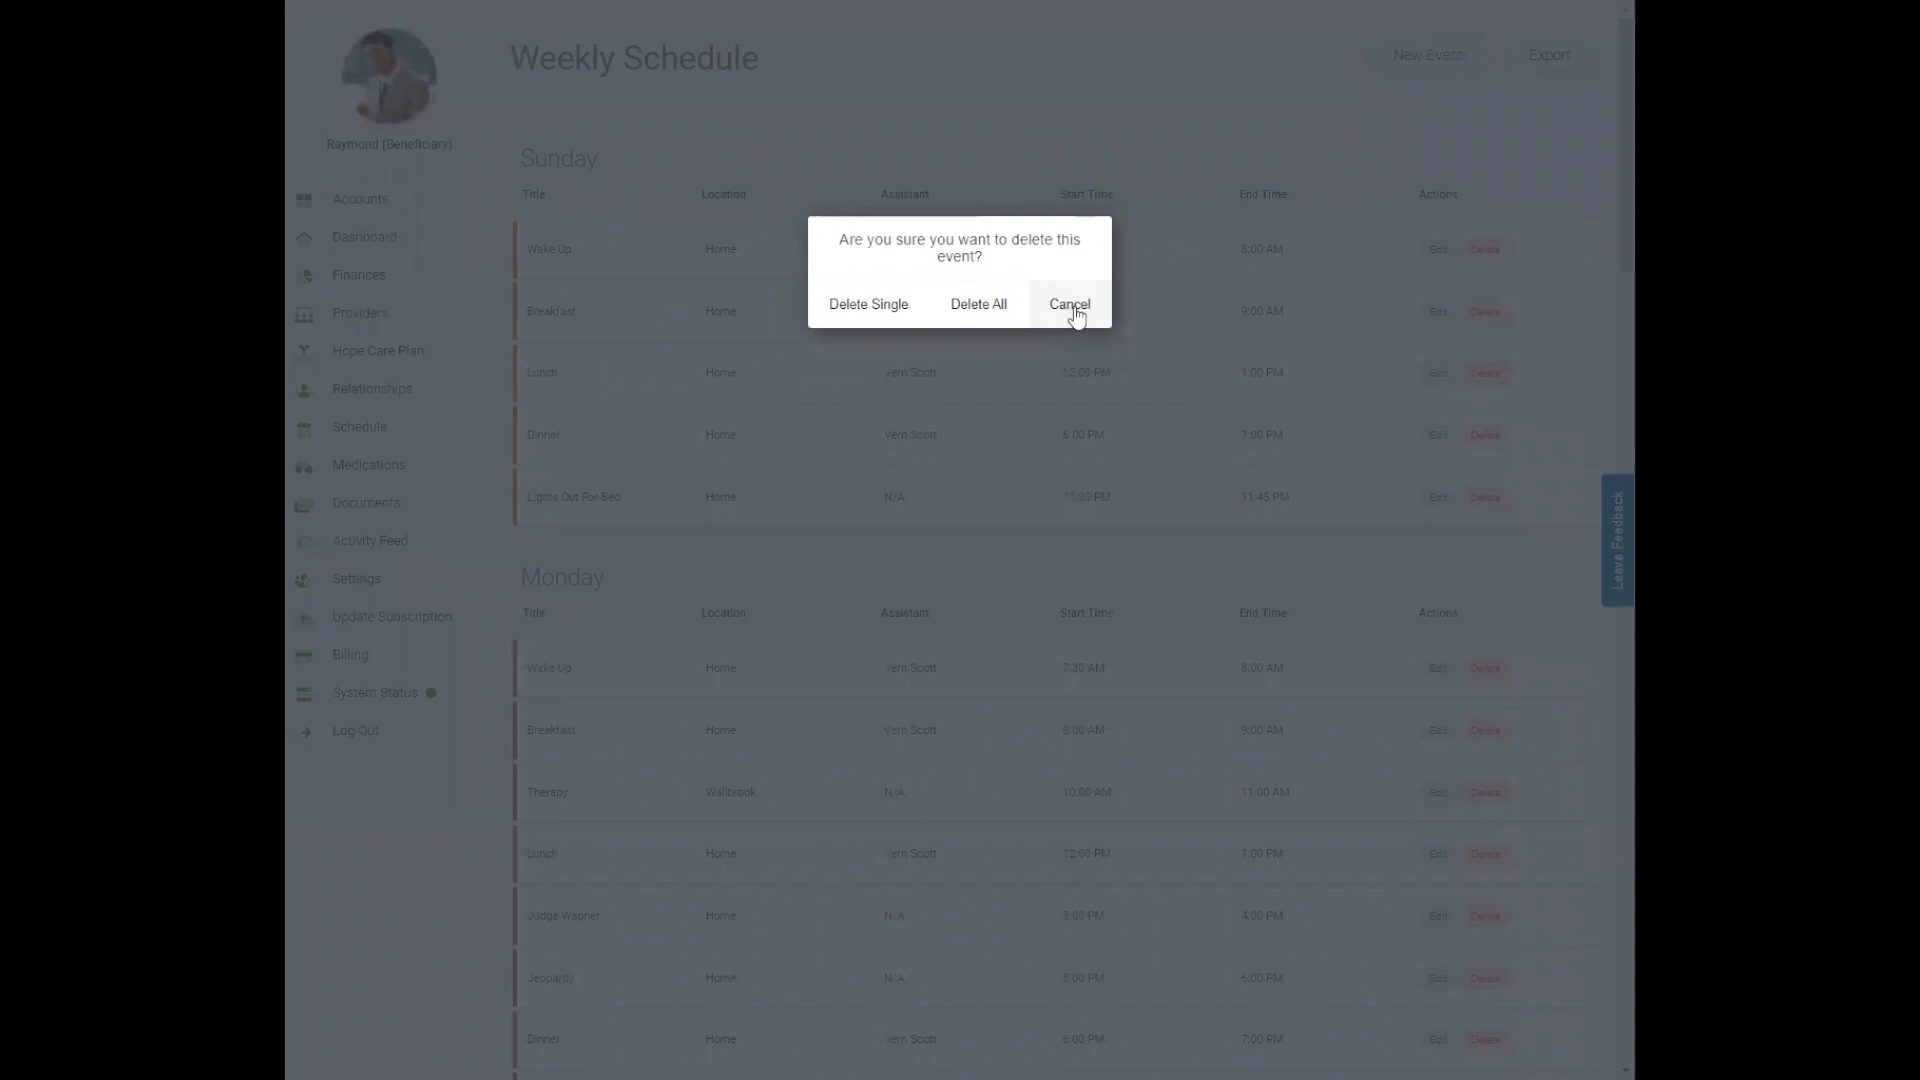 Raymond (Beneficiary)
Accounts
Dashboard
Finances
Providers
Hope Care Plan
Relationships
Schedule
Medications
Documents
Activity Feed
Settings
Update Subscription
Billing
System Status
Log Out
Weekly Schedule
New Event
Export
Sunday
Title Location Assistant Start Time End Time Actions
Wake Up Home 8:00 AM Edit Delete
Breakfast Home 9:00 AM Edit Delete
Lunch Home Vern Scott 12:00 PM 1:00 PM Edit Delete
Dinner Home Vern Scott 6:00 PM 7:00 PM Edit Delete
Lights Out For Bed Home N/A 11:00 PM 11:45 PM Edit Delete
Are you sure you want to delete this
event?
Delete Single Delete All Cancel
Monday
Title Location Assistant Start Time End Time Actions
Wake Up Home Vern Scott 7:30 AM 8:00 AM Edit Delete
Breakfast Home Vern Scott 8:00 AM 9:00 AM Edit Delete
Therapy Wallbrook N/A 10:00 AM 11:00 AM Edit Delete
Lunch Home Vern Scott 12:00 PM 1:00 PM Edit Delete
Judge Wapner Home N/A 3:00 PM 4:00 PM Edit Delete
Jeopardy Home N/A 5:00 PM 6:00 PM Edit Delete
Dinner Home Vern Scott 6:00 PM 7:00 PM Edit Delete
Leave Feedback